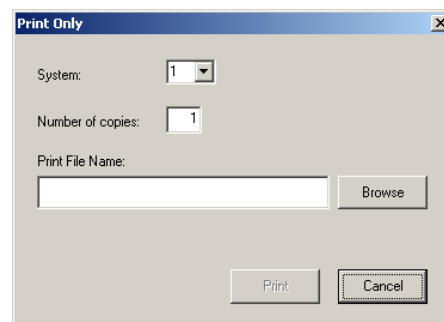 Print Only
System: 1
Number of copies: 1
Print File Name:
Browse
Print Cancel